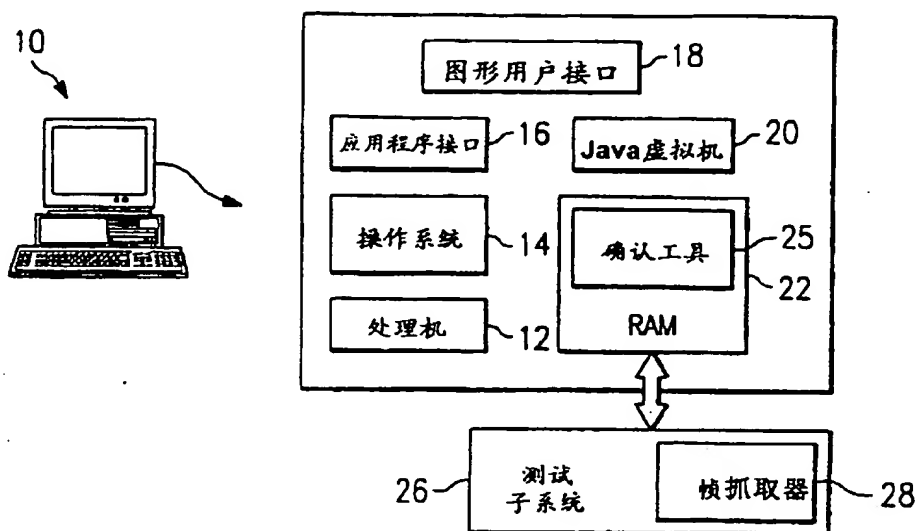 10
图形用户接口
18
应用程序接口
16
Java虚拟机
20
操作系统
14
确认工具
25
22
处理机
12
RAM
26
测试
子系统
帧抓取器
28